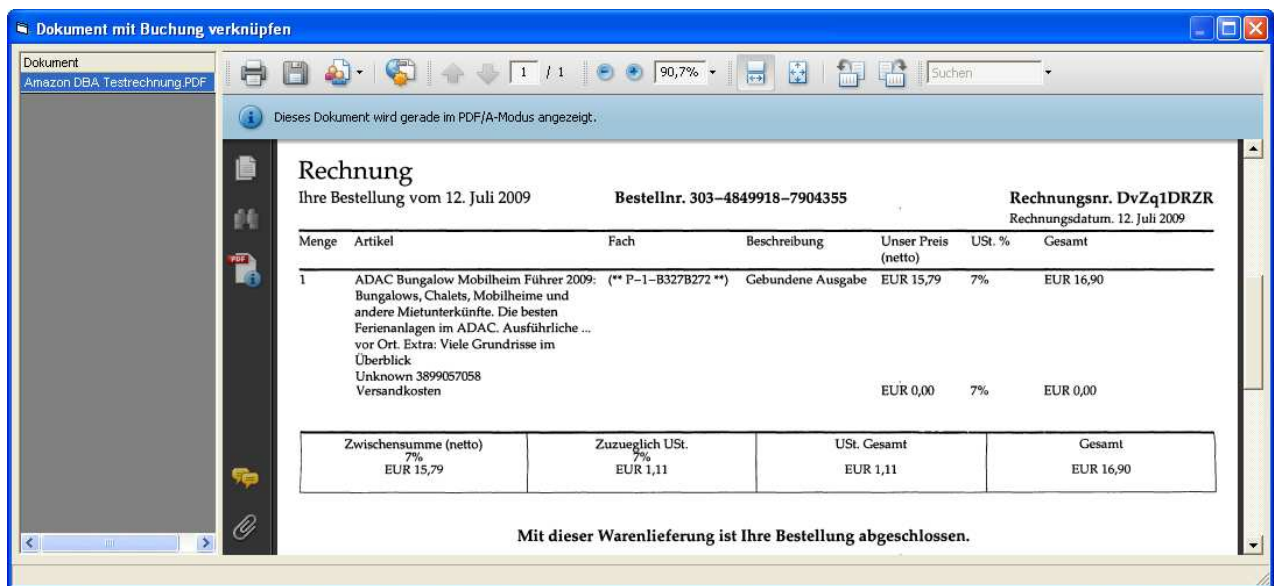 Dokument mit Buchung verknüpfen
Dokument
Amazon DBA Testrechnung.PDF
1 / 1 90,7% Suchen
Dieses Dokument wird gerade im PDF/A-Modus angezeigt.
PDF
Rechnung
Ihre Bestellung vom 12. Juli 2009 Bestellnr. 303-4849918-7904355 Rechnungsnr. DvZq1DRZR
Rechnungsdatum. 12. Juli 2009
Menge Artikel Fach Beschreibung Unser Preis USt. % Gesamt
(netto)
1 ADAC Bungalow Mobilheim Führer 2009: (** P-1-B327B272 **) Gebundene Ausgabe EUR 15,79 7% EUR 16,90
Bungalows, Chalets, Mobilheime und
andere Mietunterkünfte. Die besten
Ferienanlagen im ADAC. Ausführliche ...
vor Ort. Extra: Viele Grundrisse im
Überblick
Unknown 3899057058
Versandkosten EUR 0,00 7% EUR 0,00
Zwischensumme (netto) Zuzueglich USt. USt. Gesamt Gesamt
7% 7%
EUR 15,79 EUR 1,11 EUR 1,11 EUR 16,90
Mit dieser Warenlieferung ist Ihre Bestellung abgeschlossen.